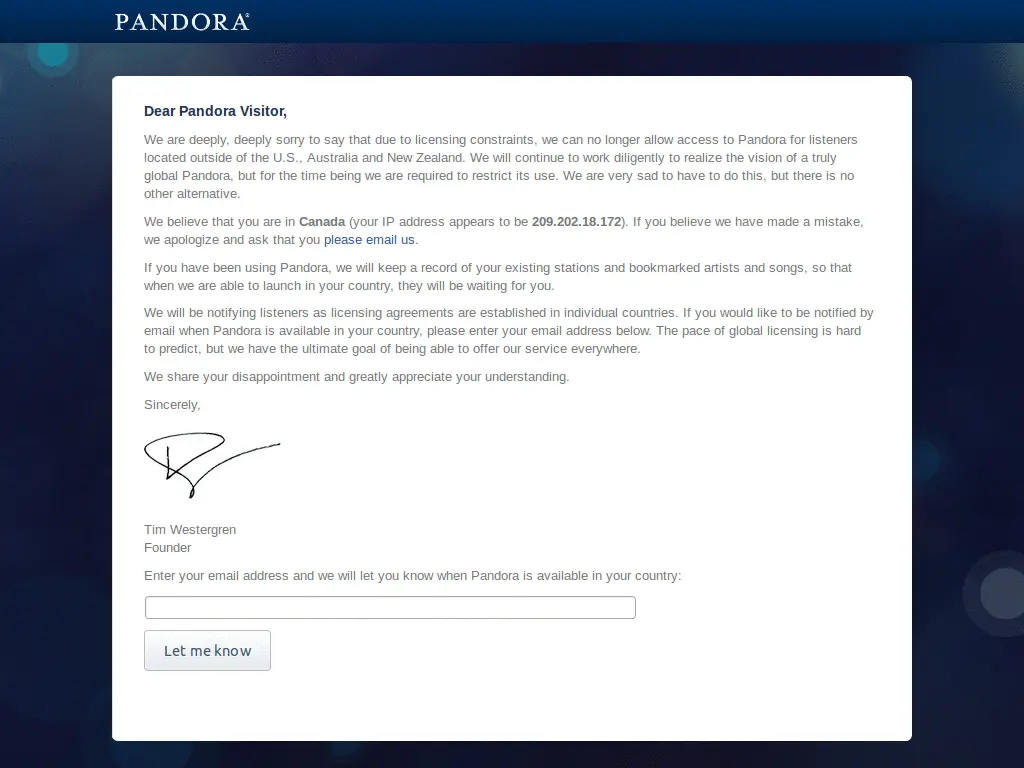 PANDORA®
Dear Pandora Visitor,
We are deeply, deeply sorry to say that due to licensing constraints, we can no longer allow access to Pandora for listeners
located outside of the U.S., Australia and New Zealand. We will continue to work diligently to realize the vision of a truly
global Pandora, but for the time being we are required to restrict its use. We are very sad to have to do this, but there is no
other alternative.
We believe that you are in Canada (your IP address appears to be 209.202.18.172). If you believe we have made a mistake,
we apologize and ask that you please email us.
If you have been using Pandora, we will keep a record of your existing stations and bookmarked artists and songs, so that
when we are able to launch in your country, they will be waiting for you.
We will be notifying listeners as licensing agreements are established in individual countries. If you would like to be notified by
email when Pandora is available in your country, please enter your email address below. The pace of global licensing is hard
to predict, but we have the ultimate goal of being able to offer our service everywhere.
We share your disappointment and greatly appreciate your understanding.
Sincerely,
Tim Westergren
Founder
Enter your email address and we will let you know when Pandora is available in your country:
Let me know